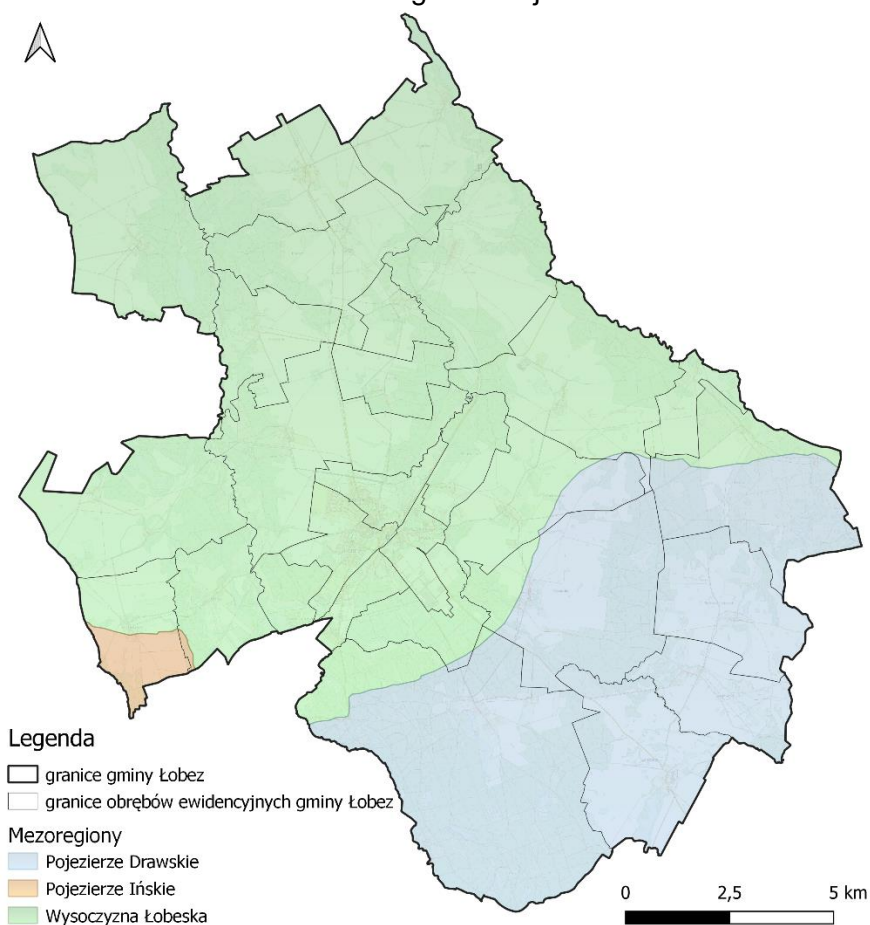 Legenda
granice gminy Łobez
granice obrębów ewidencyjnych gminy Łobez
Mezoregiony
Pojezierze Drawskie
Pojezierze Ińskie
Wysoczyzna Łobeska
0 2,5 5 km